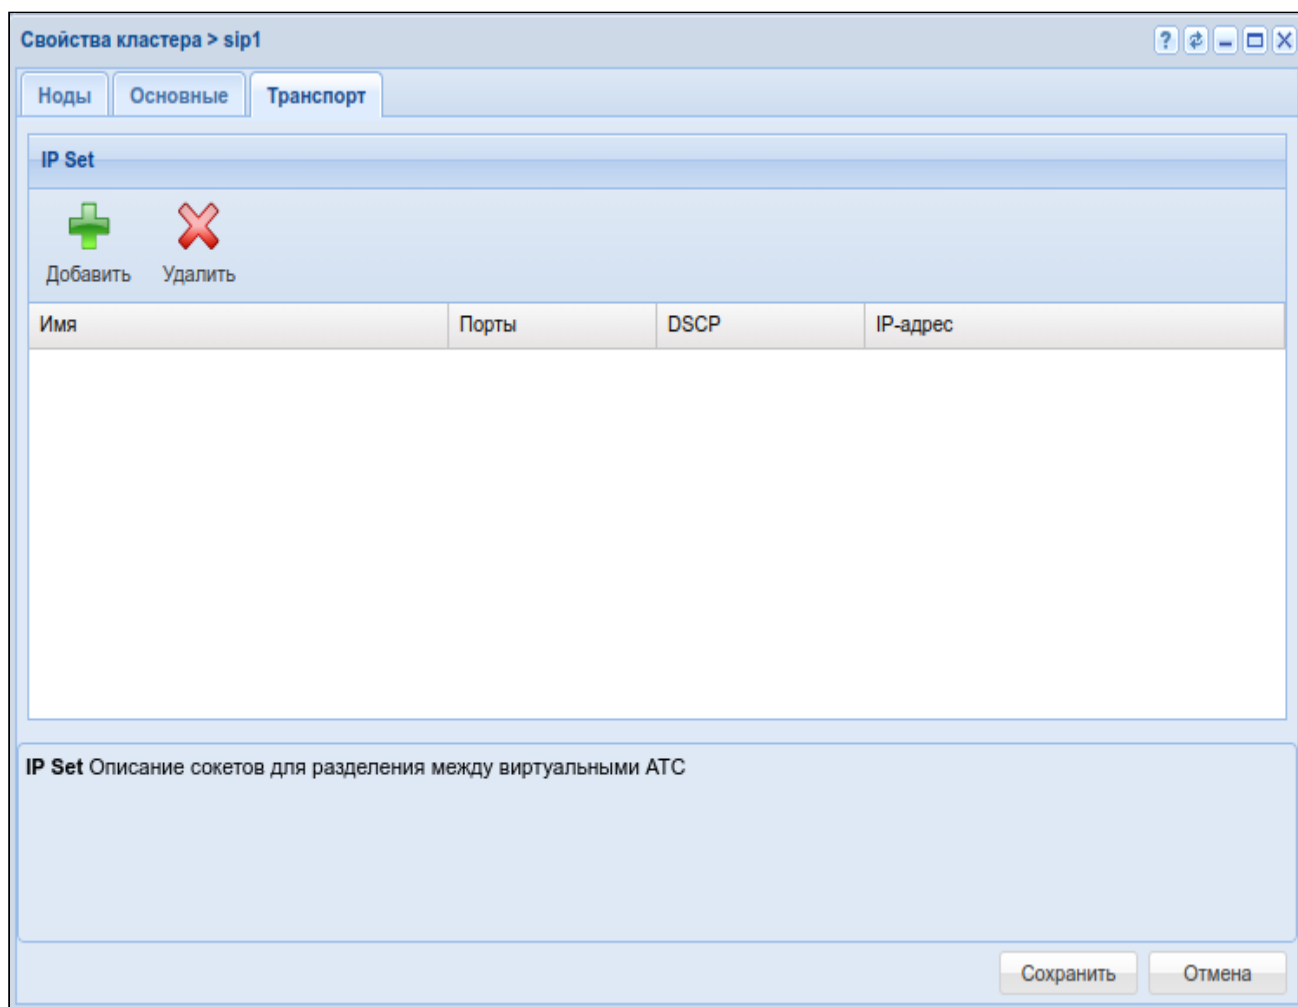 Свойства кластера > sip1
Ноды Основные Транспорт
IP Set
Добавить Удалить
Имя Порты DSCP IP-адрес
IP Set Описание сокетов для разделения между виртуальными АТС
Сохранить Отмена